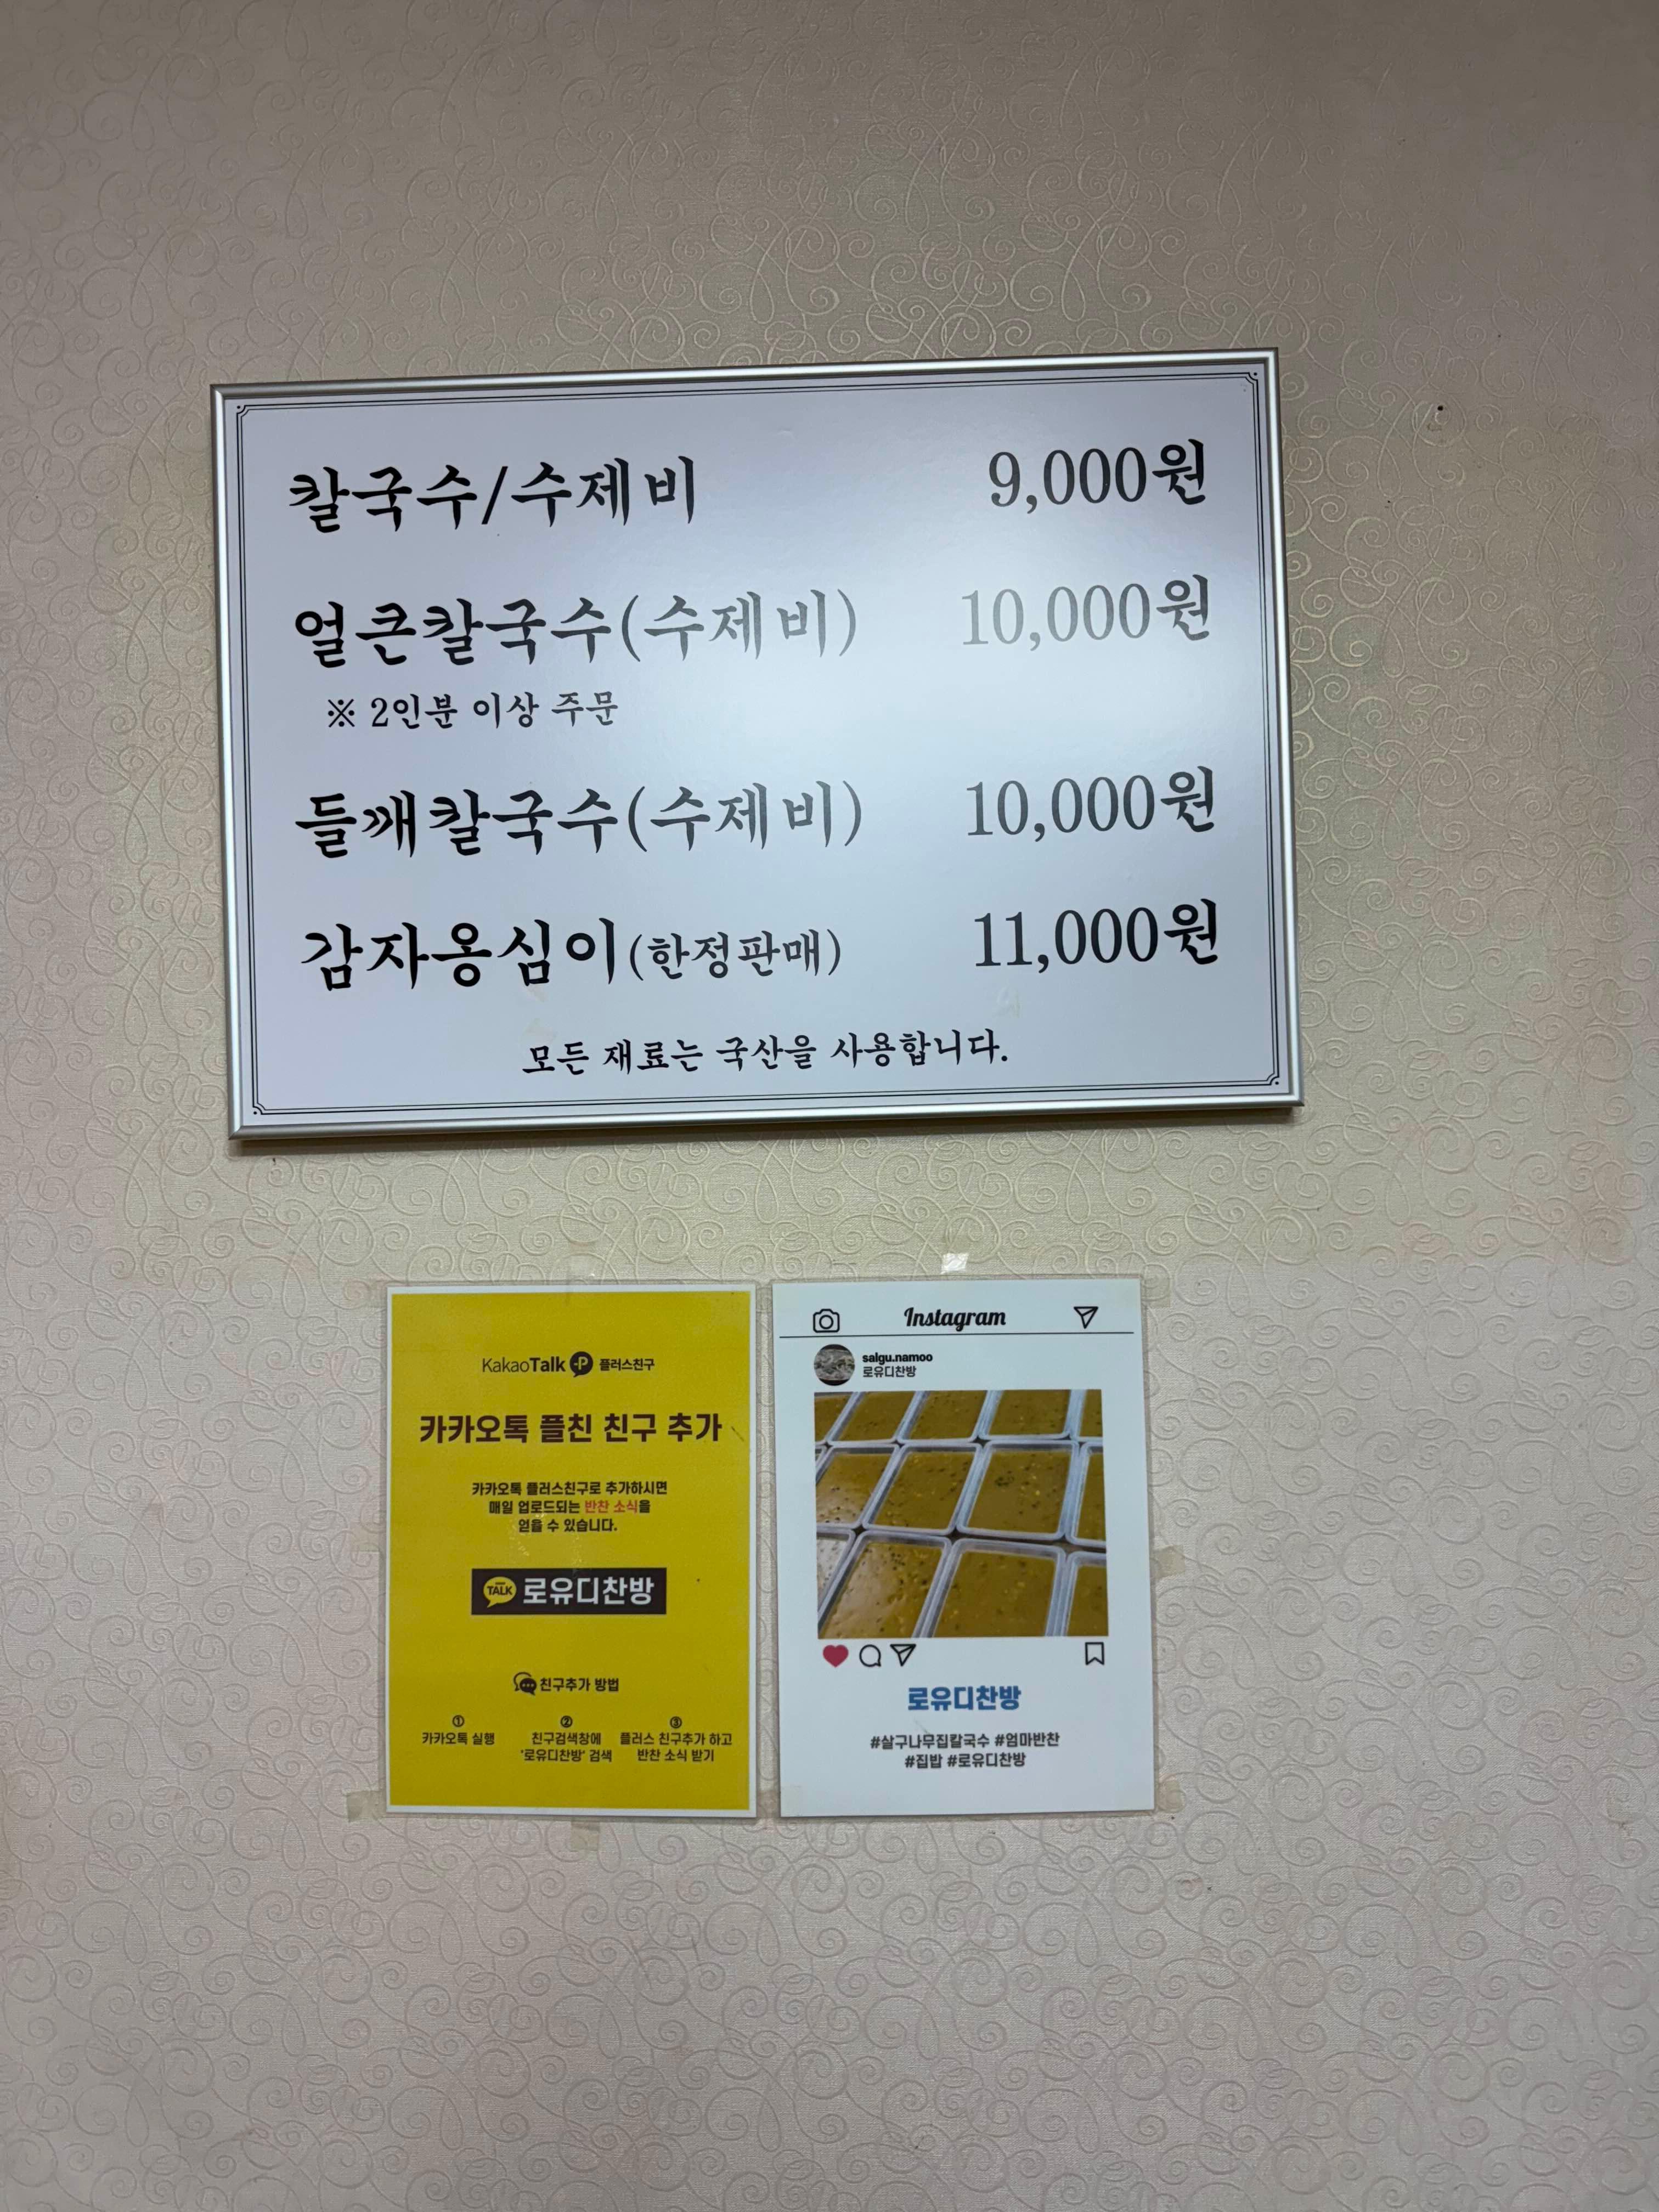 칼국수/수제비 9,000원
얼큰칼국수(수제비) 10,000원
※ 2인분 이상 주문
들깨칼국수(수제비) 10,000원
감자옹심이(한정판매) 11,000원
모든 재료는 국산을 사용합니다.
KakaoTalk P 플러스친구
카카오톡 플친 친구 추가
카카오톡 플러스친구로 추가하시면
매일 업로드되는 반찬 소식을
얻을 수 있습니다.
TALK 로유디찬방
친구추가 방법
①
카카오톡 실행
②
친구검색창에
'로유디찬방' 검색
③
플러스 친구추가 하고
반찬 소식 받기
Instagram
salgu.namoo
로유디찬방
로유디찬방
#살구나무집칼국수 #엄마반찬
#집밥 #로유디찬방